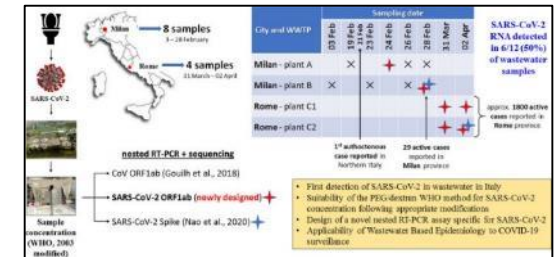 Milan
8 samples
3 – 28 February
Rome
4 samples
31 March – 02 April
SARS-CoV-2
Sample
concentration
(WHO, 2003
modified)
nested RT-PCR + sequencing
CoV ORF1ab (Gouilh et al., 2018)
SARS-CoV-2 ORF1ab (newly designed)
SARS-CoV-2 Spike (Nao et al., 2020)
Sampling date
City and WWTP
03 Feb
19 Feb
21 Feb
23 Feb
24 Feb
26 Feb
28 Feb
31 Mar
02 Apr
Milan - plant A
Milan - plant B
Rome - plant C1
Rome - plant C2
1st autochtonous
case reported in
Northern Italy
29 active cases
reported in
Milan province
SARS-CoV-2
RNA detected
in 6/12 (50%)
of wastewater
samples
approx. 1800 active
cases reported in
Rome province
First detection of SARS-CoV-2 in wastewater in Italy
Suitability of the PEG/dextran WHO method for SARS-CoV-2
concentration following appropriate modifications
Design of a novel nested RT-PCR assay specific for SARS-CoV-2
Applicability of Wastewater Based Epidemiology to COVID-19
surveillance